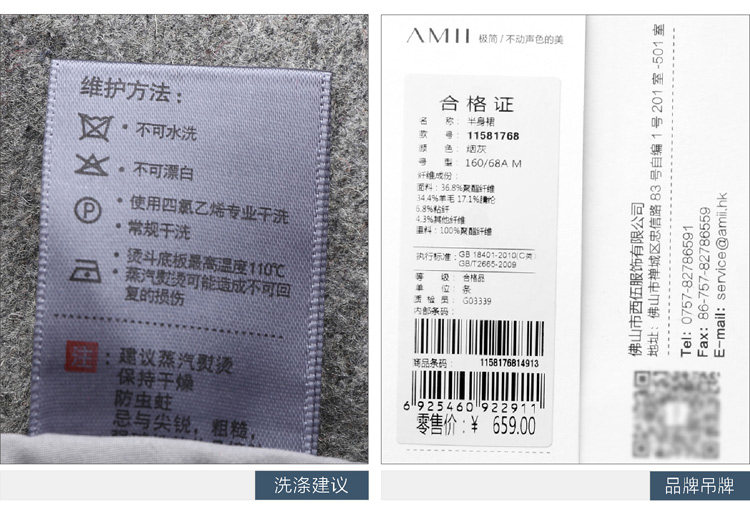 维护方法：
不可水洗
不可漂白
P
· 使用四氯乙烯专业干洗
· 常规干洗
· 熨斗底板最高温度110℃
· 蒸汽熨烫可能造成不可回
复的损伤
注：建议蒸汽熨烫
保持干燥
防虫蛀
忌与尖锐，粗糙，
洗涤建议
AMII 极简 / 不动声色的美
合格证
名 称：半身裙
款 号：11581768
颜 色：烟灰
号 型：160/68A M
纤维成份：
面料：36.8%聚酯纤维
34.4%羊毛 17.1%腈纶
6.8%粘纤
4.3%其他纤维
里料：100%聚酯纤维
执行标准：GB 18401-2010(C类)
GB/T2665-2009
等 级：合格品
单 位：条
质检员：G03339
内部条码：
商品条码： 1158176814913
6 925460 922911
零售价：¥ 659.00
佛山市西伍服饰有限公司
地址：佛山市禅城区忠信路 83 号自编 1 号 201 室 -501 室
Tel: 0757-82786591
Fax: 86-757-82786559
E-mail: service@amii.hk
品牌吊牌